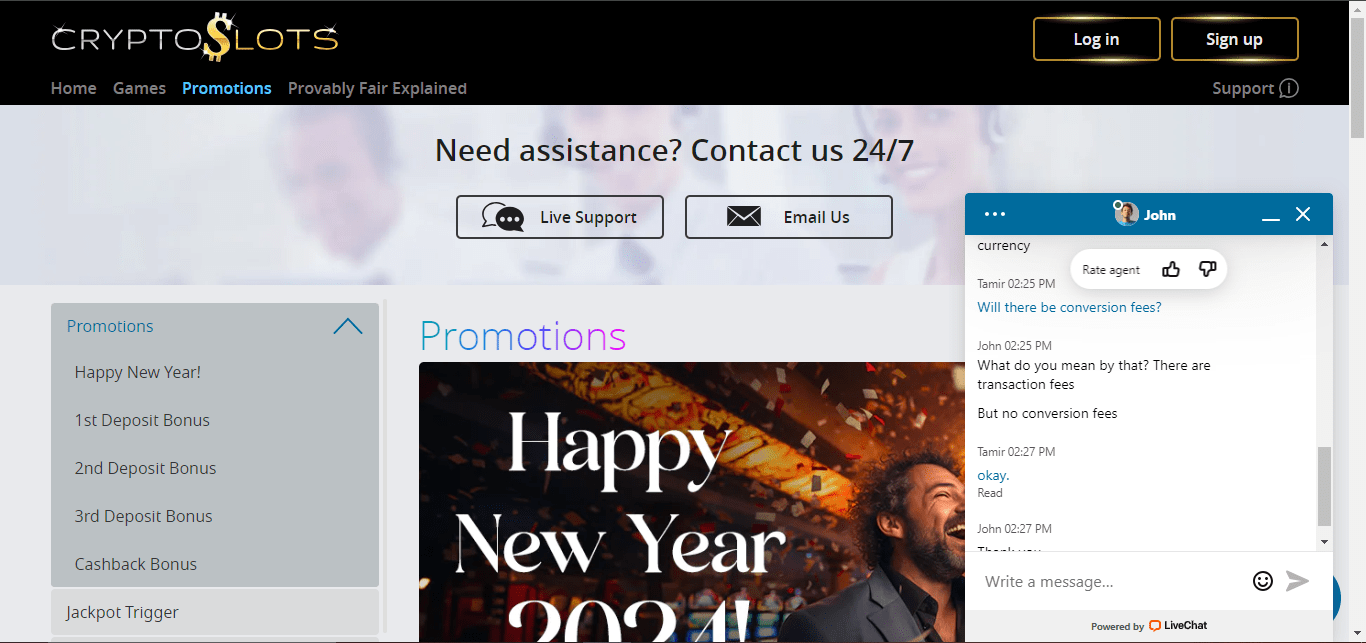 CRYPTO$LOTS
Log in
Sign up
Home Games Promotions Provably Fair Explained
Support
Need assistance? Contact us 24/7
Live Support
Email Us
Promotions
Happy New Year!
1st Deposit Bonus
2nd Deposit Bonus
3rd Deposit Bonus
Cashback Bonus
Jackpot Trigger
Promotions
Happy
New Year
2024!
John
currency
Rate agent
Tamir 02:25 PM
Will there be conversion fees?
John 02:25 PM
What do you mean by that? There are
transaction fees
But no conversion fees
Tamir 02:27 PM
okay.
Read
John 02:27 PM
Thank you
Write a message...
Powered by LiveChat